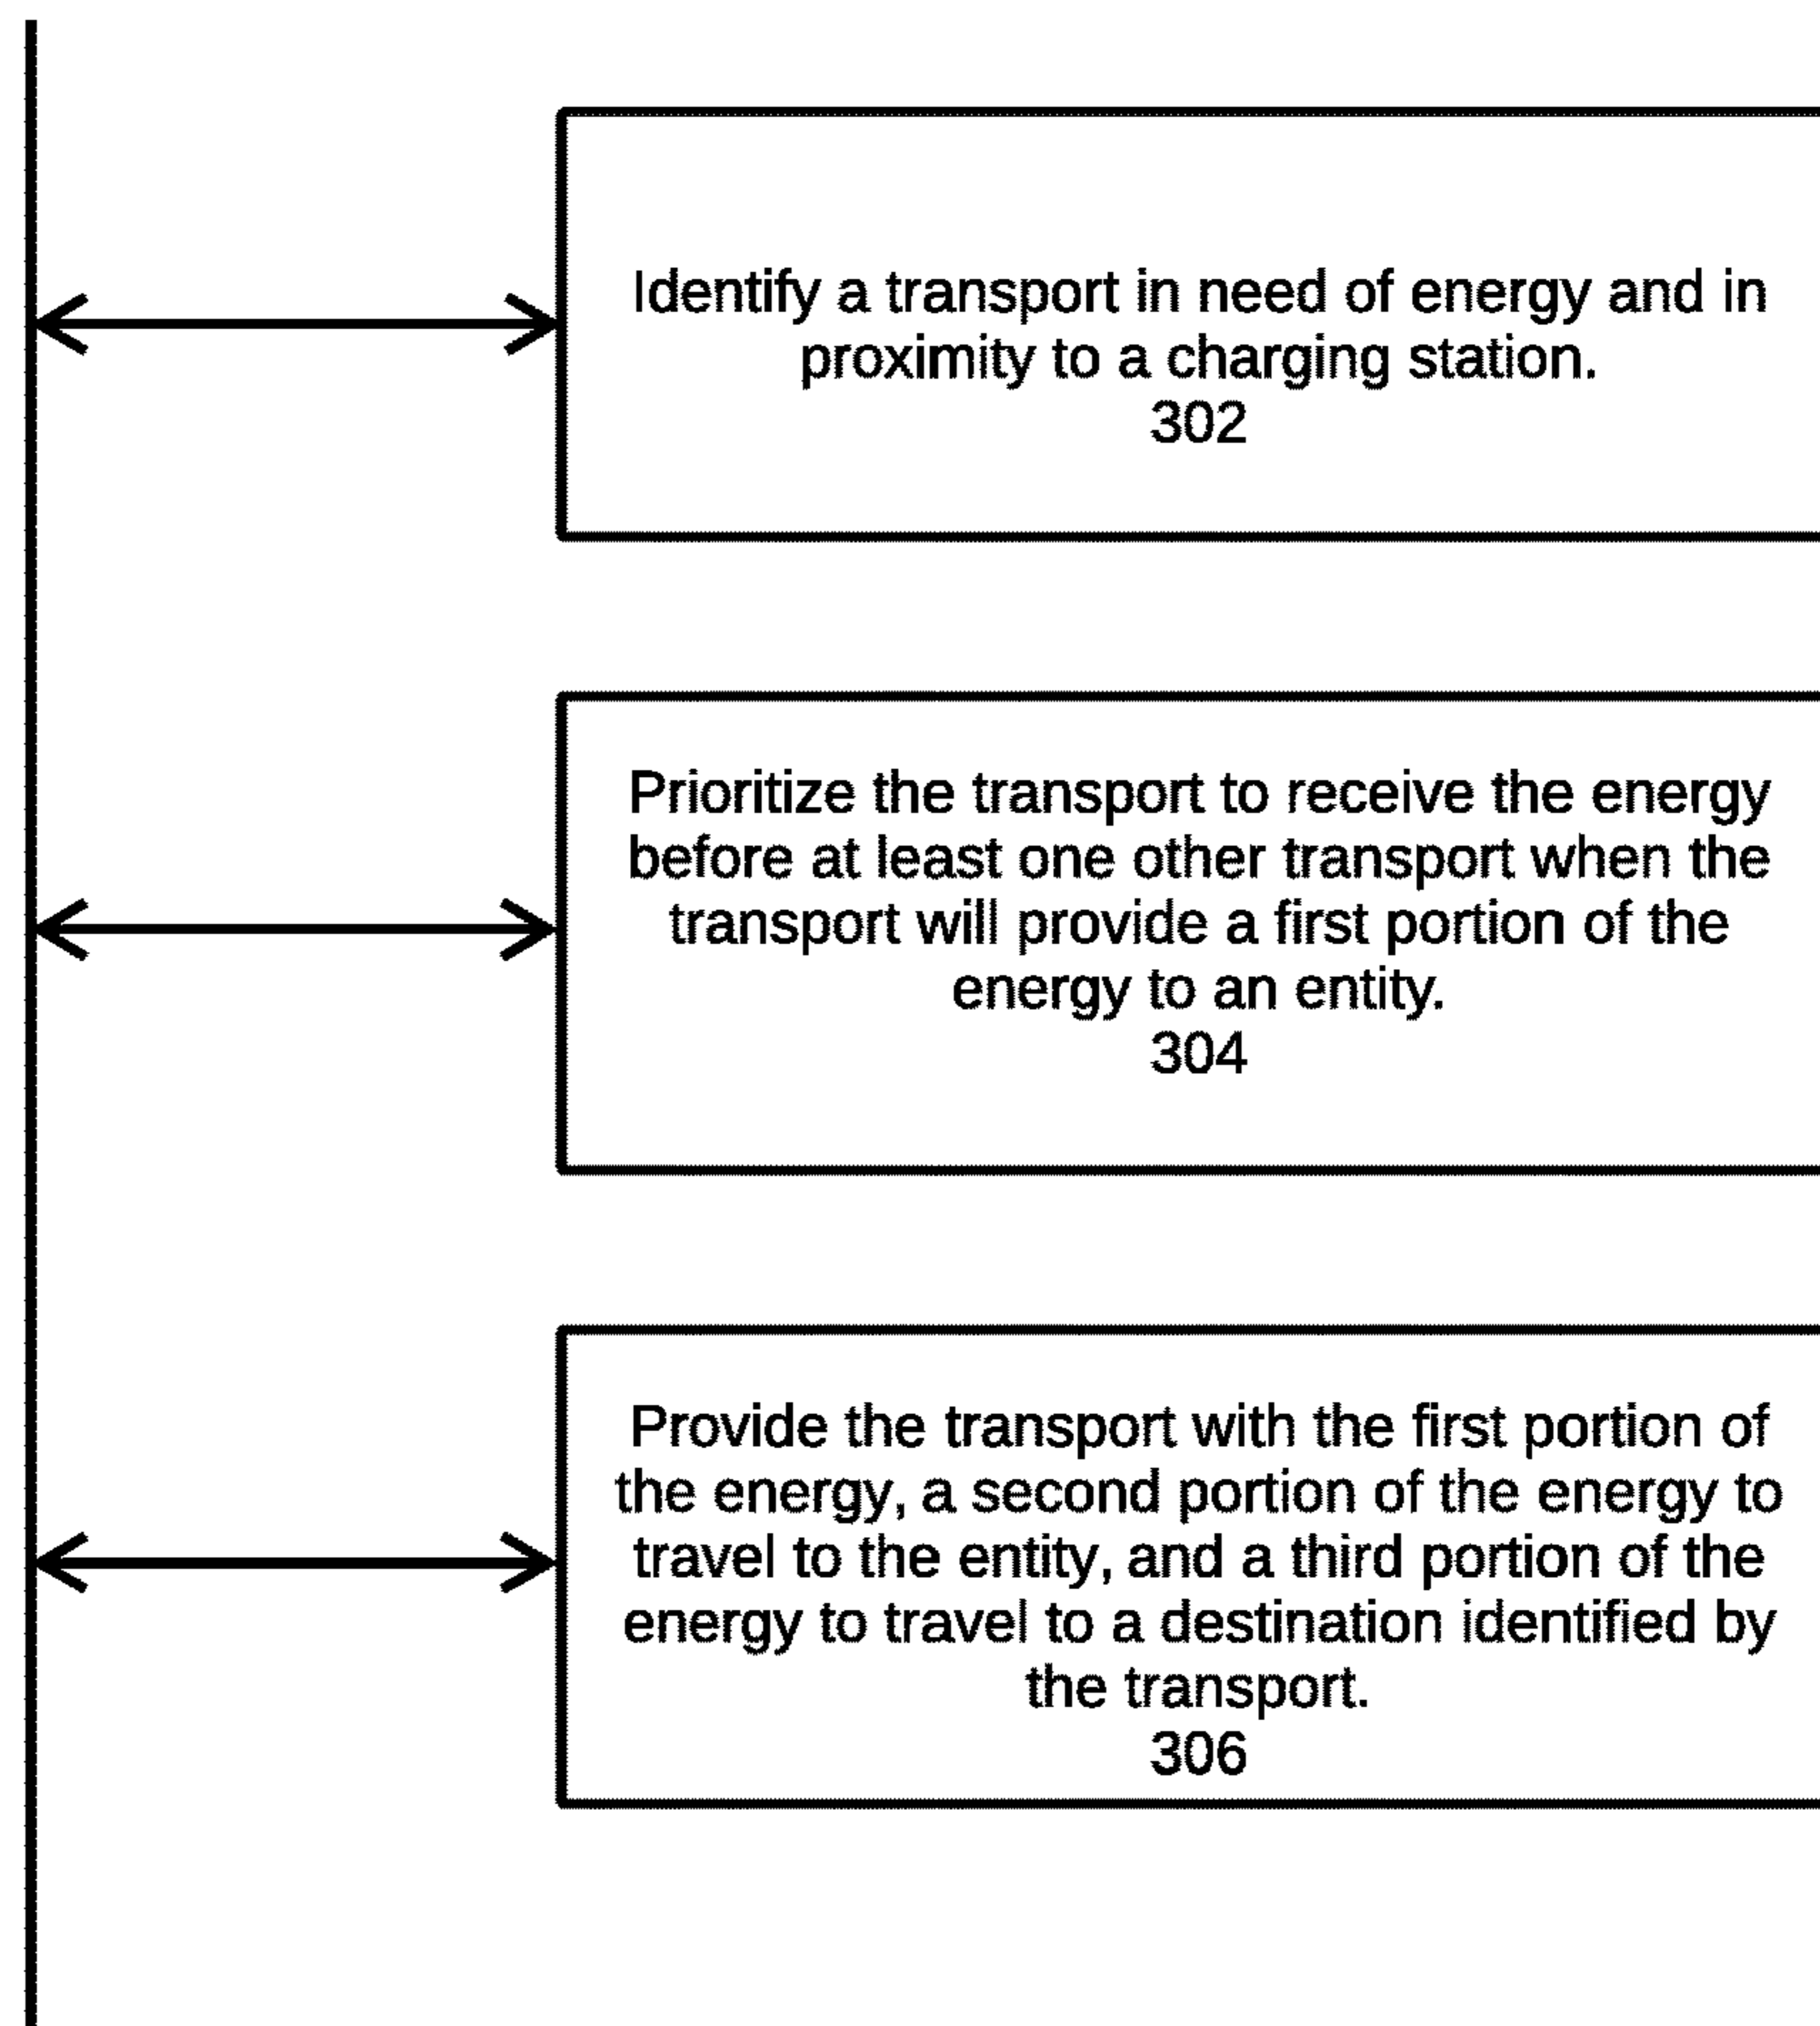 Identify a transport in need of energy and in
proximity to a charging station.
302
Prioritize the transport to receive the energy
before at least one other transport when the
transport will provide a first portion of the
energy to an entity.
304
Provide the transport with the first portion of
the energy, a second portion of the energy to
travel to the entity, and a third portion of the
energy to travel to a destination identified by
the transport.
306